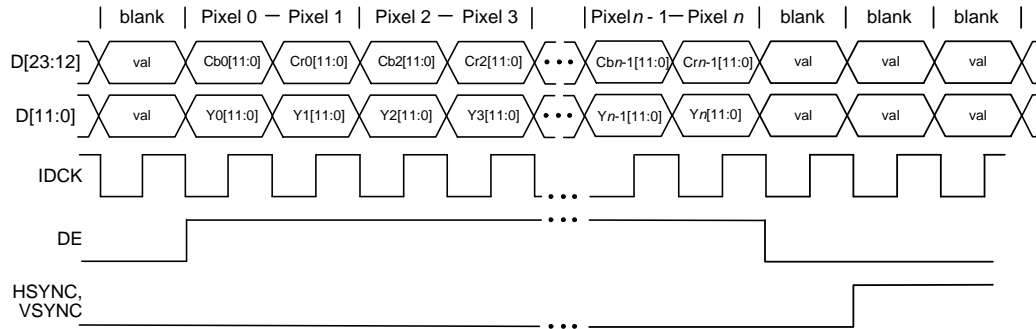 | blank | Pixel 0 — Pixel 1 | Pixel 2 — Pixel 3 | | Pixel n - 1 — Pixel n | blank | blank | blank |
D[23:12] val Cb0[11:0] Cr0[11:0] Cb2[11:0] Cr2[11:0] ••• Cbn-1[11:0] Crn-1[11:0] val val val
D[11:0] val Y0[11:0] Y1[11:0] Y2[11:0] Y3[11:0] ••• Yn-1[11:0] Yn[11:0] val val val
IDCK •••
DE •••
HSYNC,
VSYNC •••